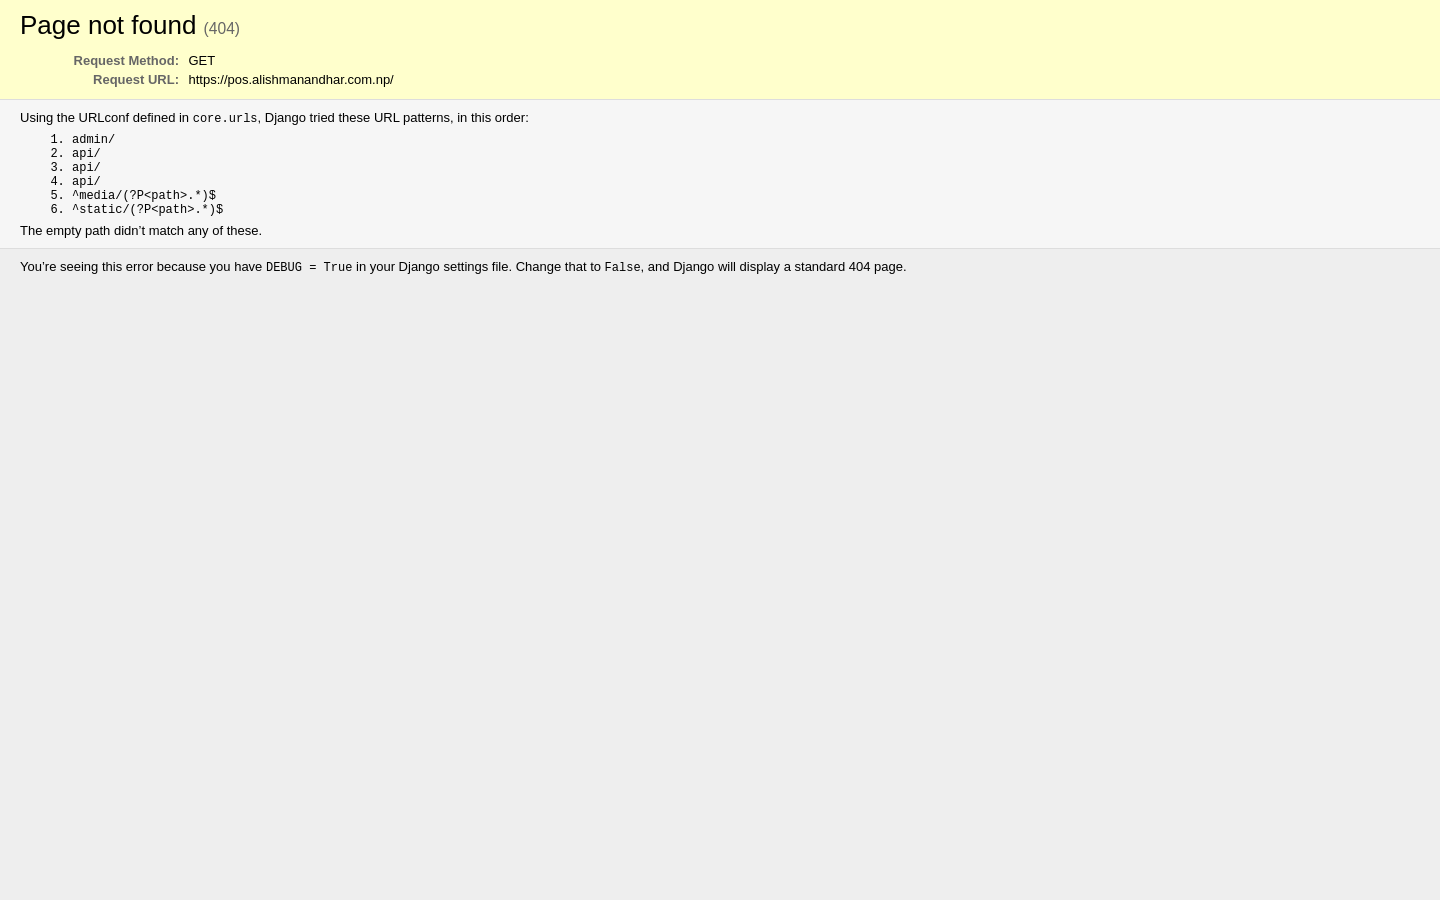 Page not found (404)
Request Method: GET
Request URL: https://pos.alishmanandhar.com.np/
Using the URLconf defined in core.urls, Django tried these URL patterns, in this order:
1. admin/
2. api/
3. api/
4. api/
5. ^media/(?P<path>.*)$
6. ^static/(?P<path>.*)$
The empty path didn’t match any of these.
You’re seeing this error because you have DEBUG = True in your Django settings file. Change that to False, and Django will display a standard 404 page.